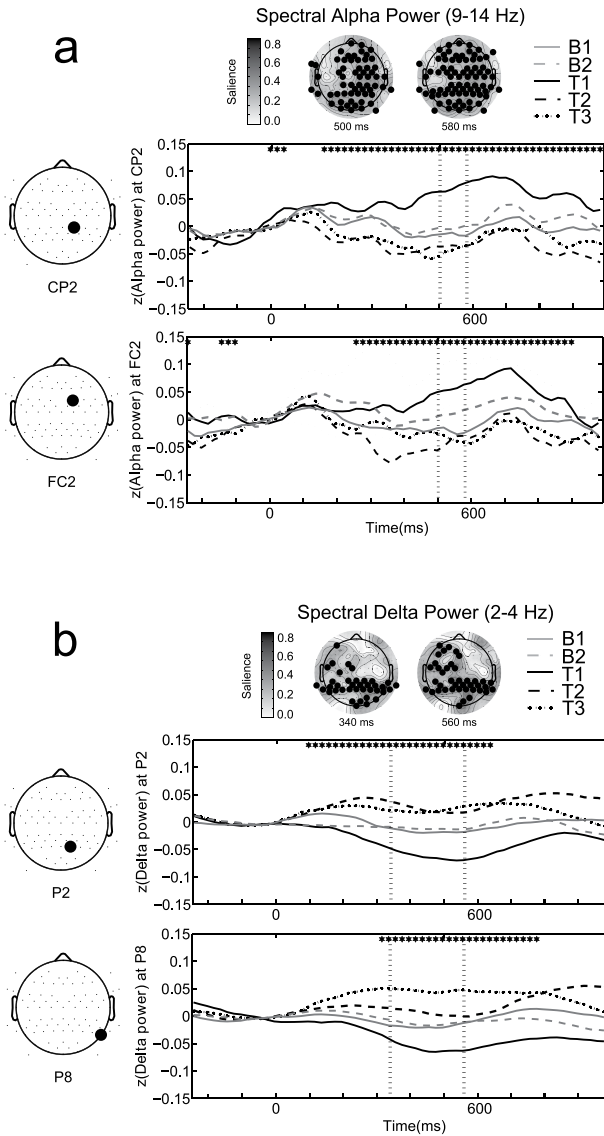 a
Spectral Alpha Power (9-14 Hz)
Salience
0.8
0.6
0.4
0.2
0.0
500 ms
580 ms
B1
B2
T1
T2
T3
CP2
z(Alpha power) at CP2
0.15
0.1
0.05
0
−0.05
−0.1
−0.15
0
600
FC2
z(Alpha power) at FC2
0.15
0.1
0.05
0
−0.05
−0.1
−0.15
0
600
Time(ms)
b
Spectral Delta Power (2-4 Hz)
Salience
0.8
0.6
0.4
0.2
0.0
340 ms
560 ms
B1
B2
T1
T2
T3
P2
z(Delta power) at P2
0.15
0.1
0.05
0
−0.05
−0.1
−0.15
0
600
P8
z(Delta power) at P8
0.15
0.1
0.05
0
−0.05
−0.1
−0.15
0
600
Time(ms)